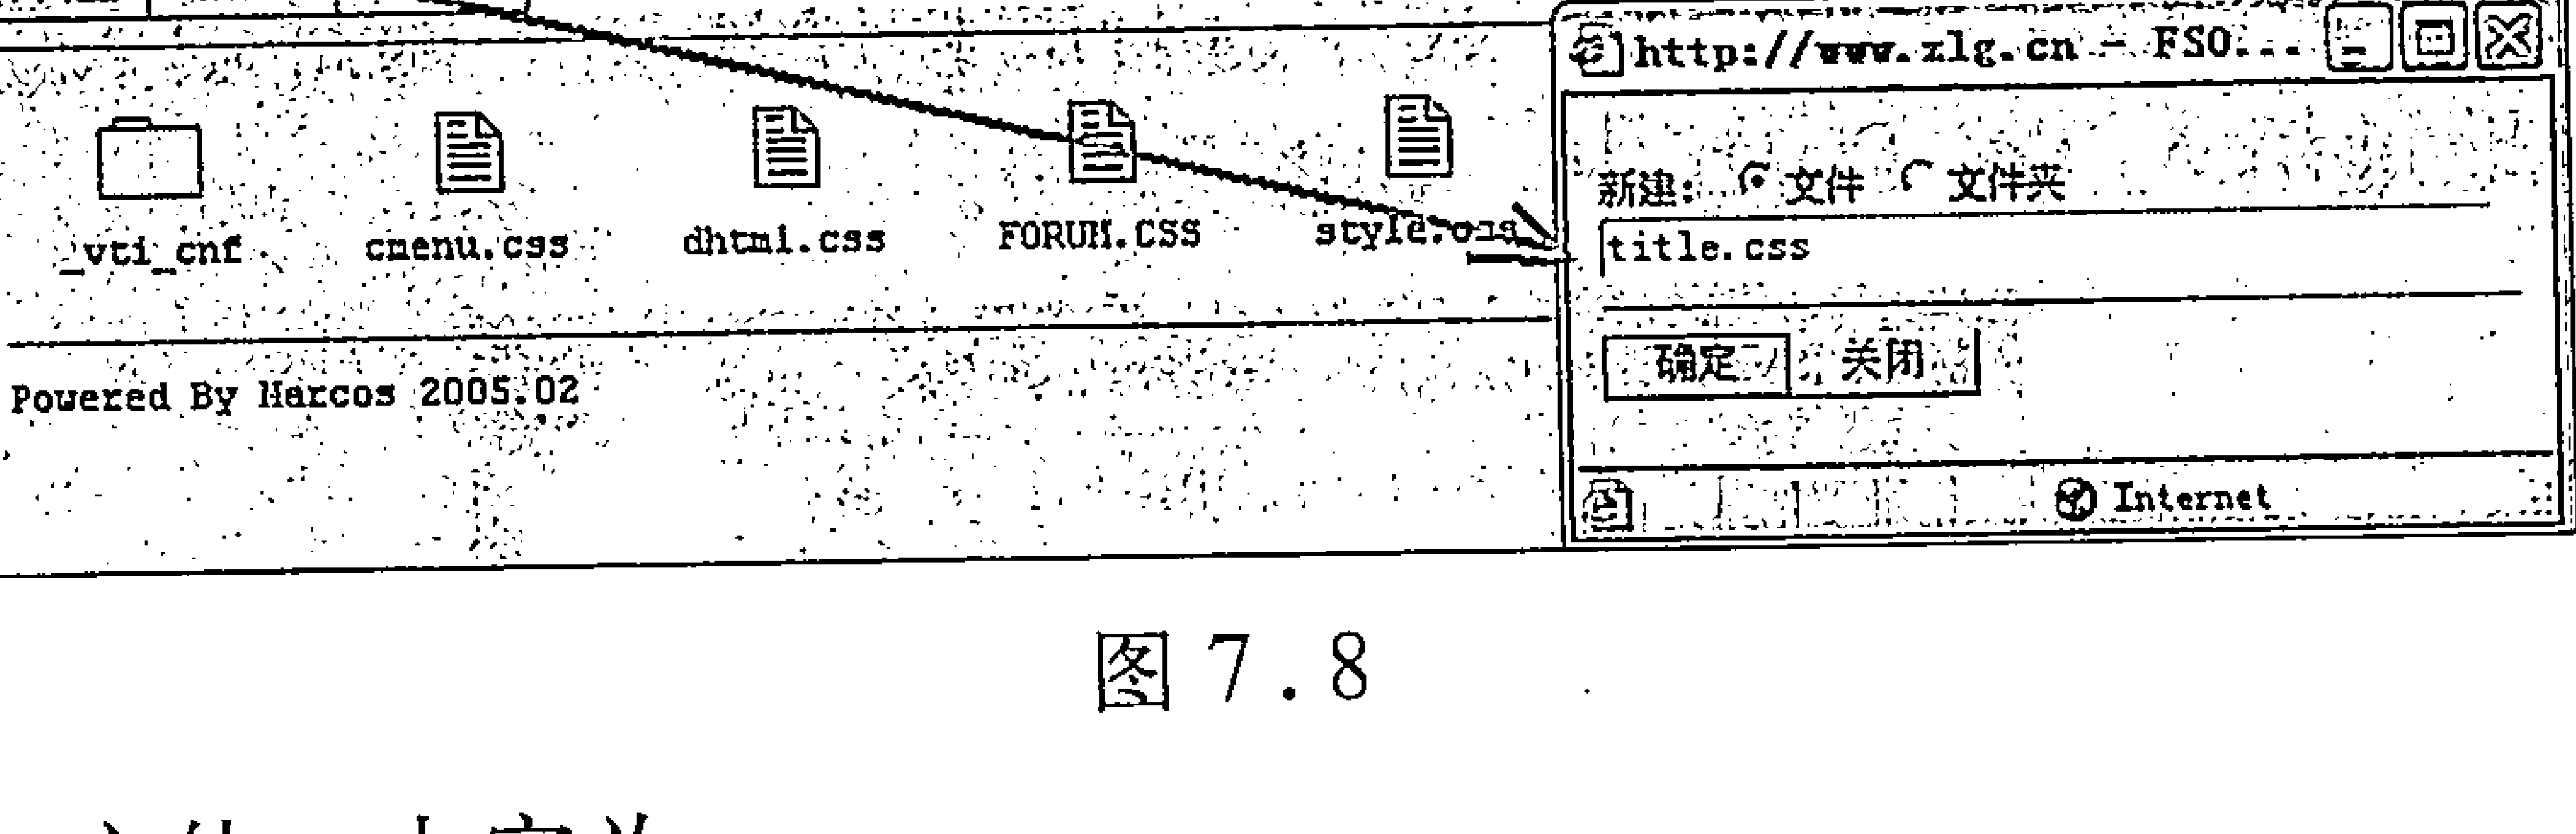 http://www.zlg.cn - FSO...
新建: 文件 文件夹
title.css
确定 关闭
Internet
_vti_cnf cmenu.css dhtml.css FORUM.CSS style.css
Powered By Marcos 2005.02
图 7.8